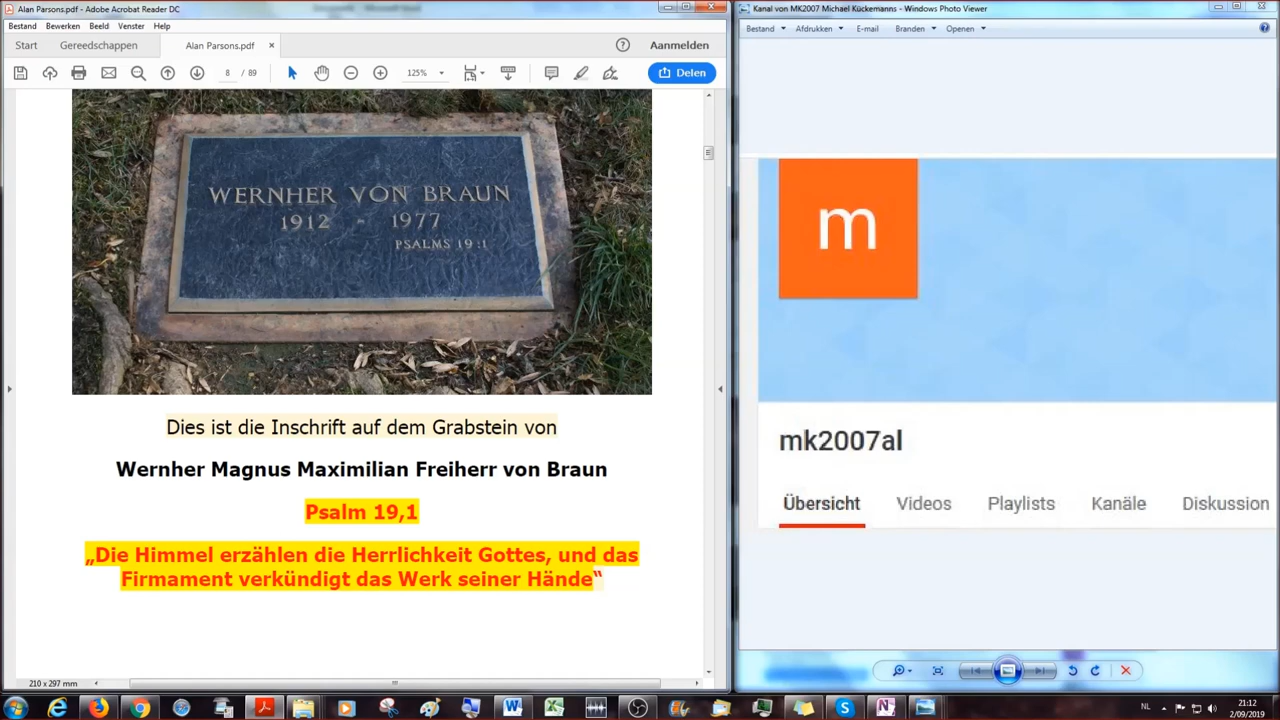 Alan Parsons.pdf - Adobe Acrobat Reader DC
Bestand Bewerken Beeld Venster Help
Start Gereedschappen Alan Parsons.pdf × Aanmelden
8 / 89 125% Delen
WERNHER VON BRAUN
1912 - 1977
PSALMS 19:1
Dies ist die Inschrift auf dem Grabstein von
Wernher Magnus Maximilian Freiherr von Braun
Psalm 19,1
„Die Himmel erzählen die Herrlichkeit Gottes, und das
Firmament verkündigt das Werk seiner Hände“
210 x 297 mm
Kanal von MK2007 Michael Kückemanns - Windows Photo Viewer
Bestand Afdrukken E-mail Branden Openen
m
mk2007al
Übersicht Videos Playlists Kanäle Diskussion
NL 21:12
2/09/2019